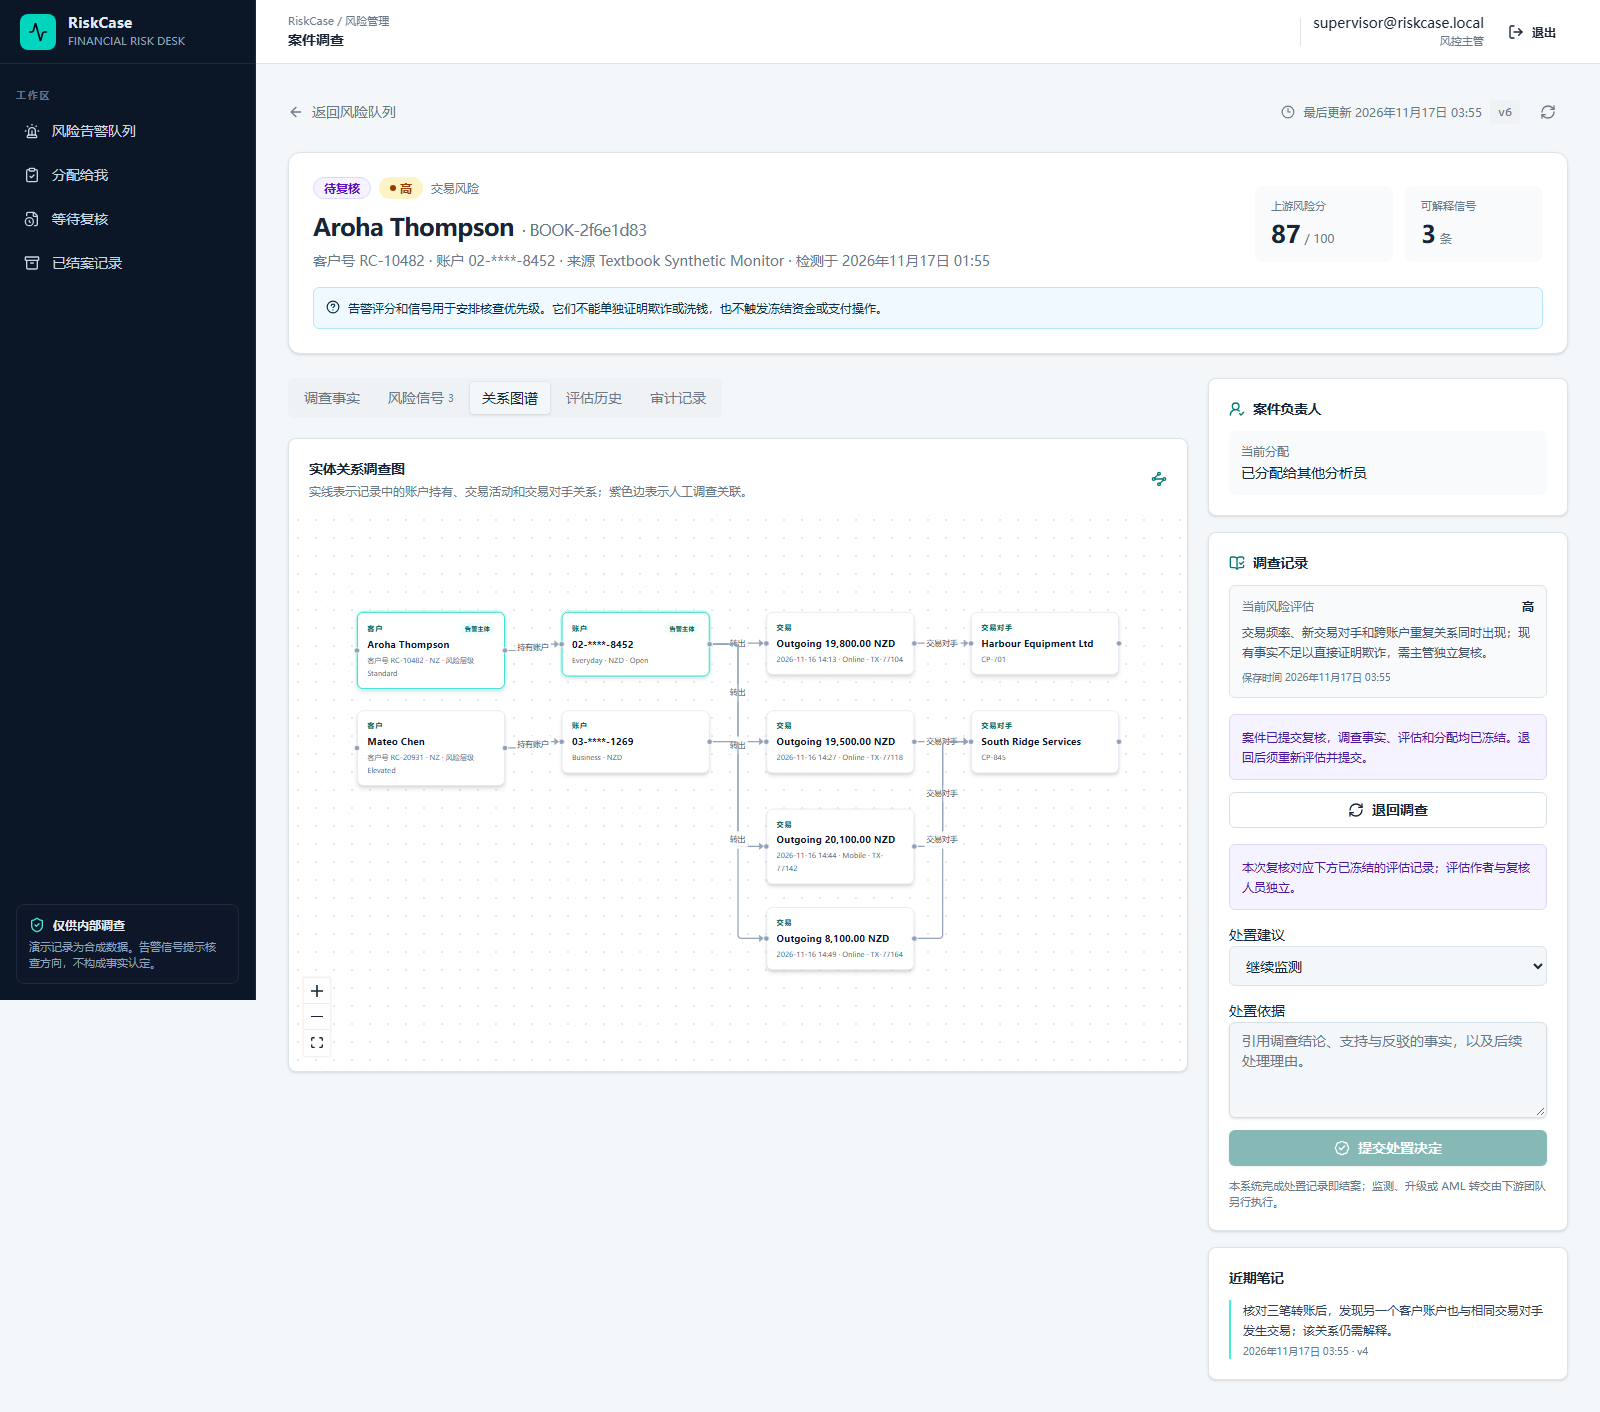 RiskCase
FINANCIAL RISK DESK
工作区
风险告警队列
分配给我
等待复核
已结案记录
仅供内部调查
演示记录为合成数据。告警信号提示核
查方向，不构成事实认定。
RiskCase / 风险管理
案件调查
supervisor@riskcase.local
风控主管
退出
返回风险队列
最后更新 2026年11月17日 03:55
v6
待复核
高
交易风险
Aroha Thompson · BOOK-2f6e1d83
客户号 RC-10482 · 账户 02-****-8452 · 来源 Textbook Synthetic Monitor · 检测于 2026年11月17日 01:55
上游风险分
87 / 100
可解释信号
3 条
告警评分和信号用于安排核查优先级。它们不能单独证明欺诈或洗钱，也不触发冻结资金或支付操作。
调查事实
风险信号 3
关系图谱
评估历史
审计记录
实体关系调查图
实线表示记录中的账户持有、交易活动和交易对手关系；紫色边表示人工调查关联。
客户
告警主体
Aroha Thompson
客户号 RC-10482 · NZ · 风险层级
Standard
持有账户
账户
告警主体
02-****-8452
Everyday · NZD · Open
转出
交易
Outgoing 19,800.00 NZD
2026-11-16 14:13 · Online · TX-77104
交易对手
交易对手
Harbour Equipment Ltd
CP-701
转出
客户
Mateo Chen
客户号 RC-20931 · NZ · 风险层级
Elevated
持有账户
账户
03-****-1269
Business · NZD
转出
交易
Outgoing 19,500.00 NZD
2026-11-16 14:27 · Online · TX-77118
交易对手
交易对手
South Ridge Services
CP-845
交易对手
转出
交易
Outgoing 20,100.00 NZD
2026-11-16 14:44 · Mobile · TX-
77142
交易对手
交易
Outgoing 8,100.00 NZD
2026-11-16 14:49 · Online · TX-77164
案件负责人
当前分配
已分配给其他分析员
调查记录
当前风险评估
高
交易频率、新交易对手和跨账户重复关系同时出现；现
有事实不足以直接证明欺诈，需主管独立复核。
保存时间 2026年11月17日 03:55
案件已提交复核，调查事实、评估和分配均已冻结。退
回后须重新评估并提交。
退回调查
本次复核对应下方已冻结的评估记录；评估作者与复核
人员独立。
处置建议
继续监测
处置依据
引用调查结论、支持与反驳的事实，以及后续
处理理由。
提交处置决定
本系统完成处置记录即结案；监测、升级或 AML 转交由下游团队
另行执行。
近期笔记
核对三笔转账后，发现另一个客户账户也与相同交易对手
发生交易；该关系仍需解释。
2026年11月17日 03:55 · v4